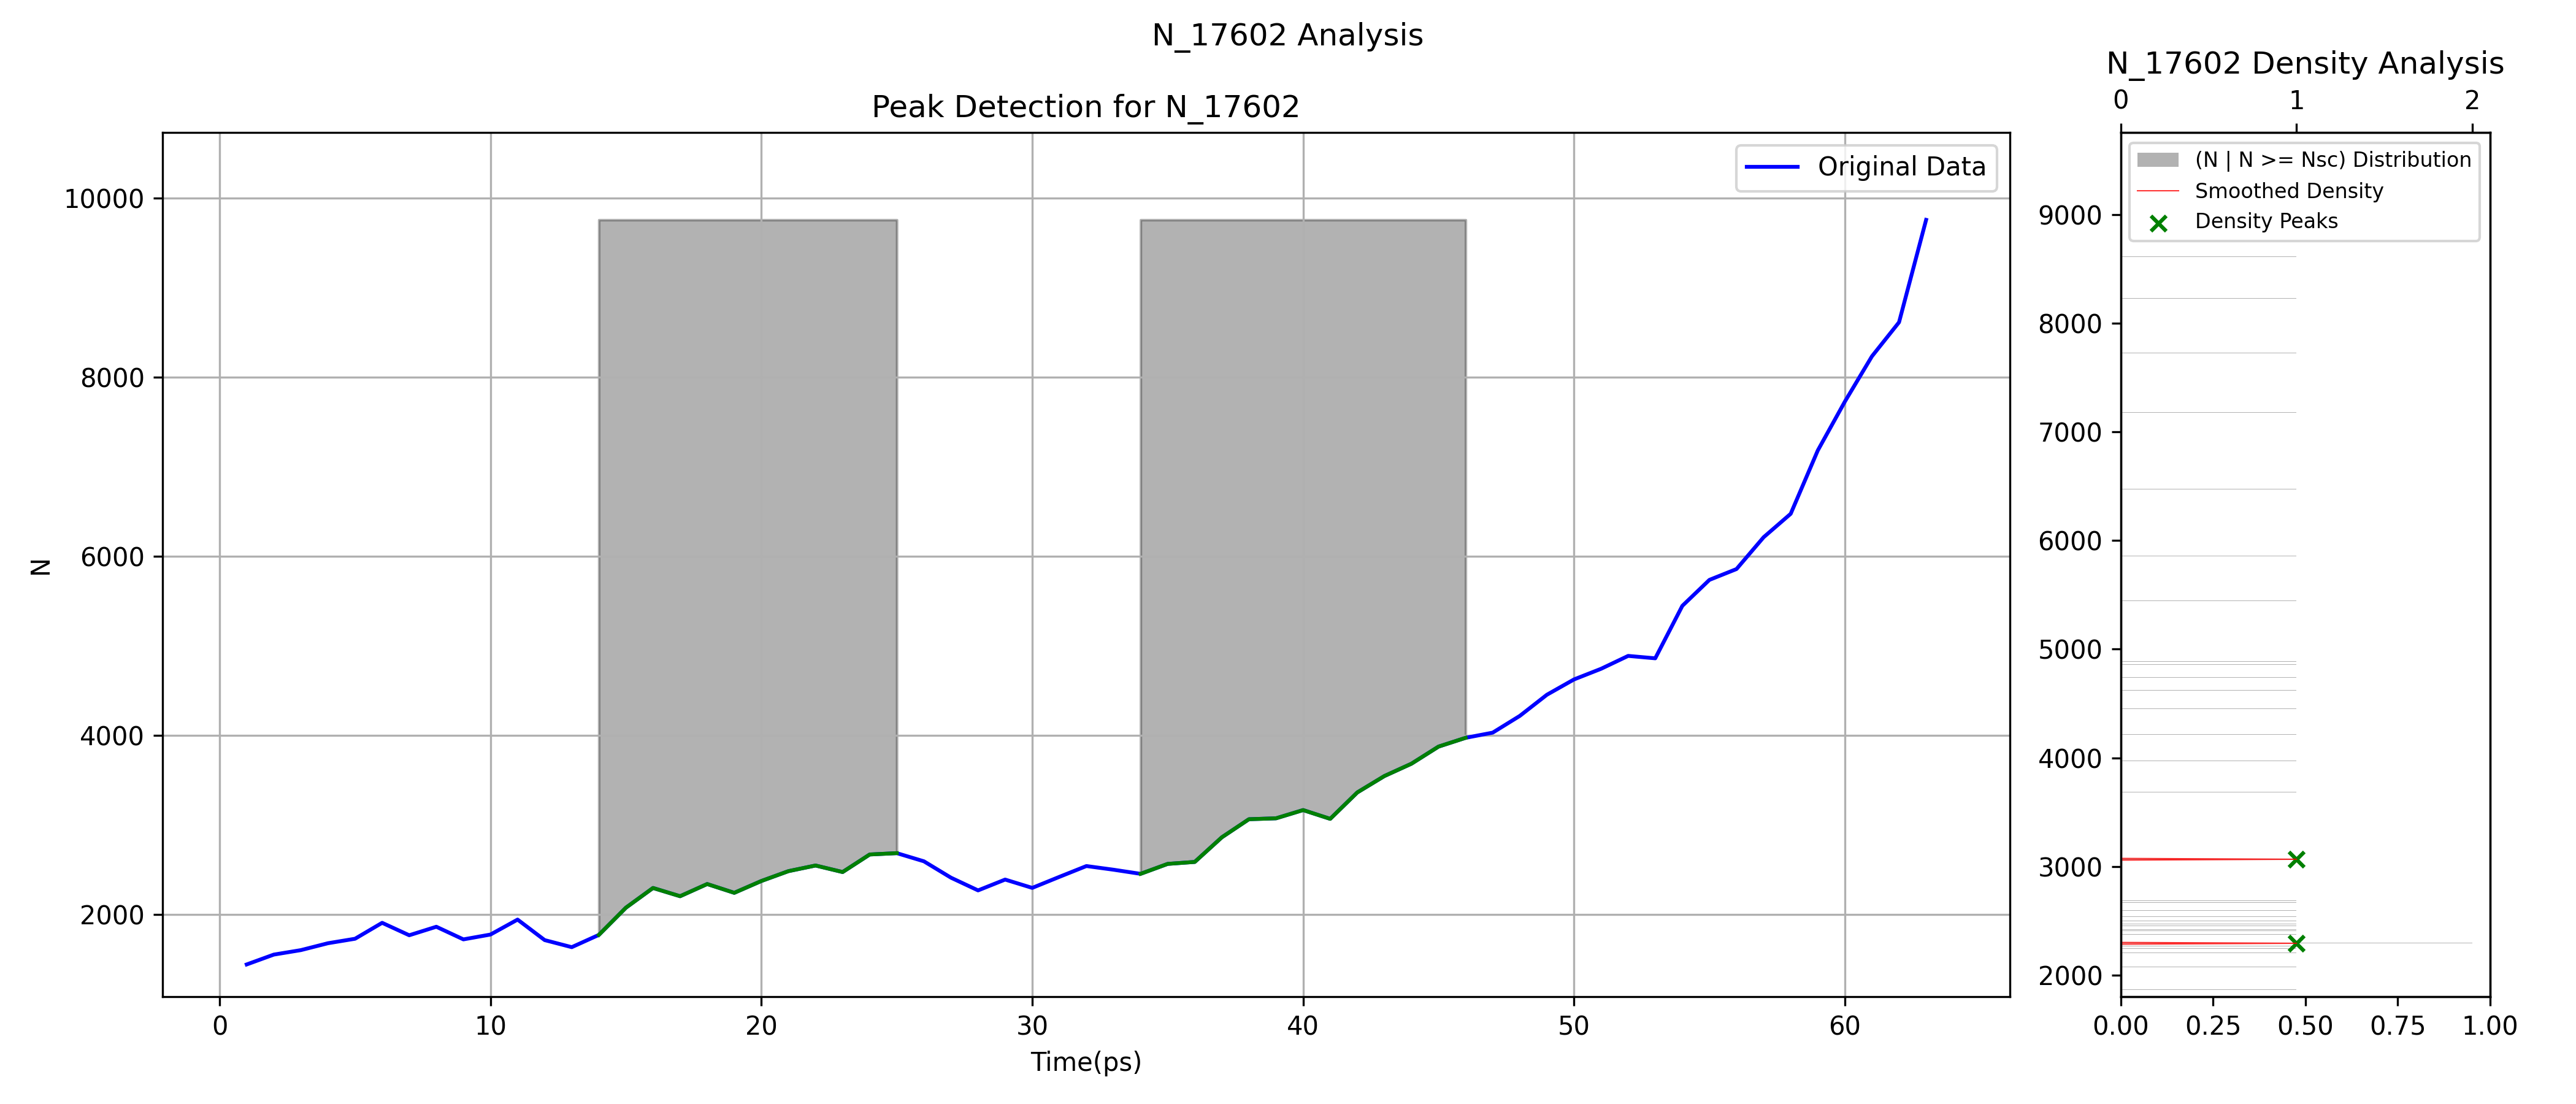 N_17602 Analysis
Peak Detection for N_17602
Original Data
N
10000
8000
6000
4000
2000
0 10 20 30 40 50 60
Time(ps)
N_17602 Density Analysis
0 1 2
(N | N >= Nsc) Distribution
Smoothed Density
Density Peaks
9000
8000
7000
6000
5000
4000
3000
2000
0.00 0.25 0.50 0.75 1.00